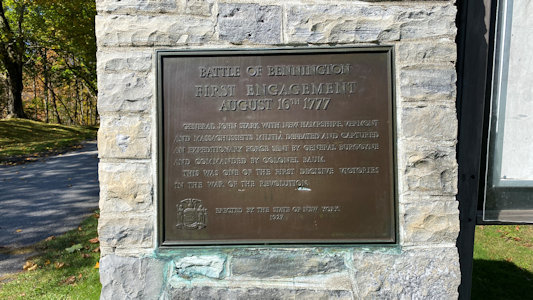 BATTLE OF BENNINGTON
FIRST ENGAGEMENT
AUGUST 16TH 1777
GENERAL JOHN STARK WITH NEW HAMPSHIRE, VERMONT
AND MASSACHUSETTS MILITIA DEFEATED AND CAPTURED
AN EXPEDITIONARY FORCE SENT BY GENERAL BURGOYNE
AND COMMANDED BY COLONEL BAUM.
THIS WAS ONE OF THE FIRST DECISIVE VICTORIES
IN THE WAR OF THE REVOLUTION.
ERECTED BY THE STATE OF NEW YORK
1927